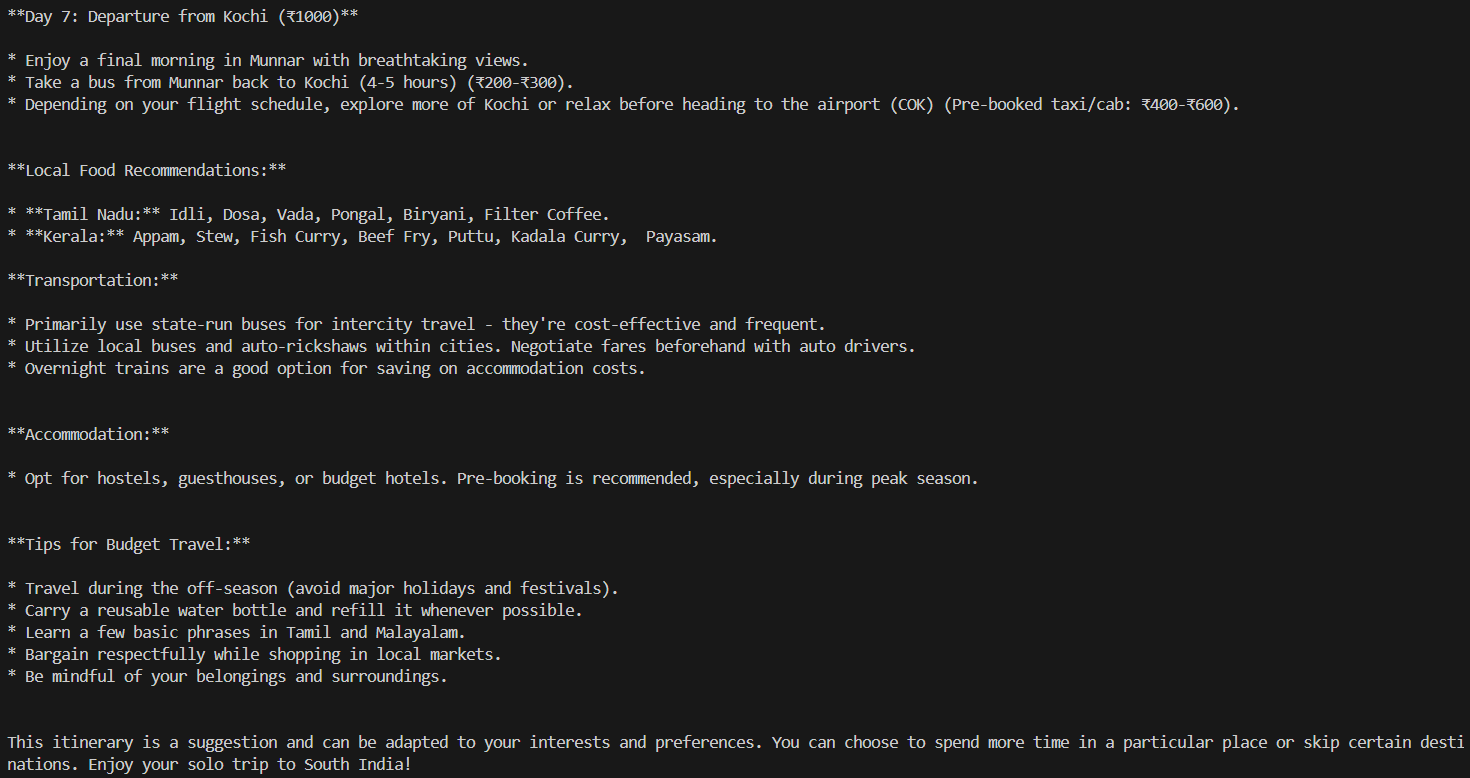 **Day 7: Departure from Kochi (₹1000)**
* Enjoy a final morning in Munnar with breathtaking views.
* Take a bus from Munnar back to Kochi (4-5 hours) (₹200-₹300).
* Depending on your flight schedule, explore more of Kochi or relax before heading to the airport (COK) (Pre-booked taxi/cab: ₹400-₹600).
**Local Food Recommendations:**
* **Tamil Nadu:** Idli, Dosa, Vada, Pongal, Biryani, Filter Coffee.
* **Kerala:** Appam, Stew, Fish Curry, Beef Fry, Puttu, Kadala Curry,  Payasam.
**Transportation:**
* Primarily use state-run buses for intercity travel - they're cost-effective and frequent.
* Utilize local buses and auto-rickshaws within cities. Negotiate fares beforehand with auto drivers.
* Overnight trains are a good option for saving on accommodation costs.
**Accommodation:**
* Opt for hostels, guesthouses, or budget hotels. Pre-booking is recommended, especially during peak season.
**Tips for Budget Travel:**
* Travel during the off-season (avoid major holidays and festivals).
* Carry a reusable water bottle and refill it whenever possible.
* Learn a few basic phrases in Tamil and Malayalam.
* Bargain respectfully while shopping in local markets.
* Be mindful of your belongings and surroundings.
This itinerary is a suggestion and can be adapted to your interests and preferences. You can choose to spend more time in a particular place or skip certain desti
nations. Enjoy your solo trip to South India!